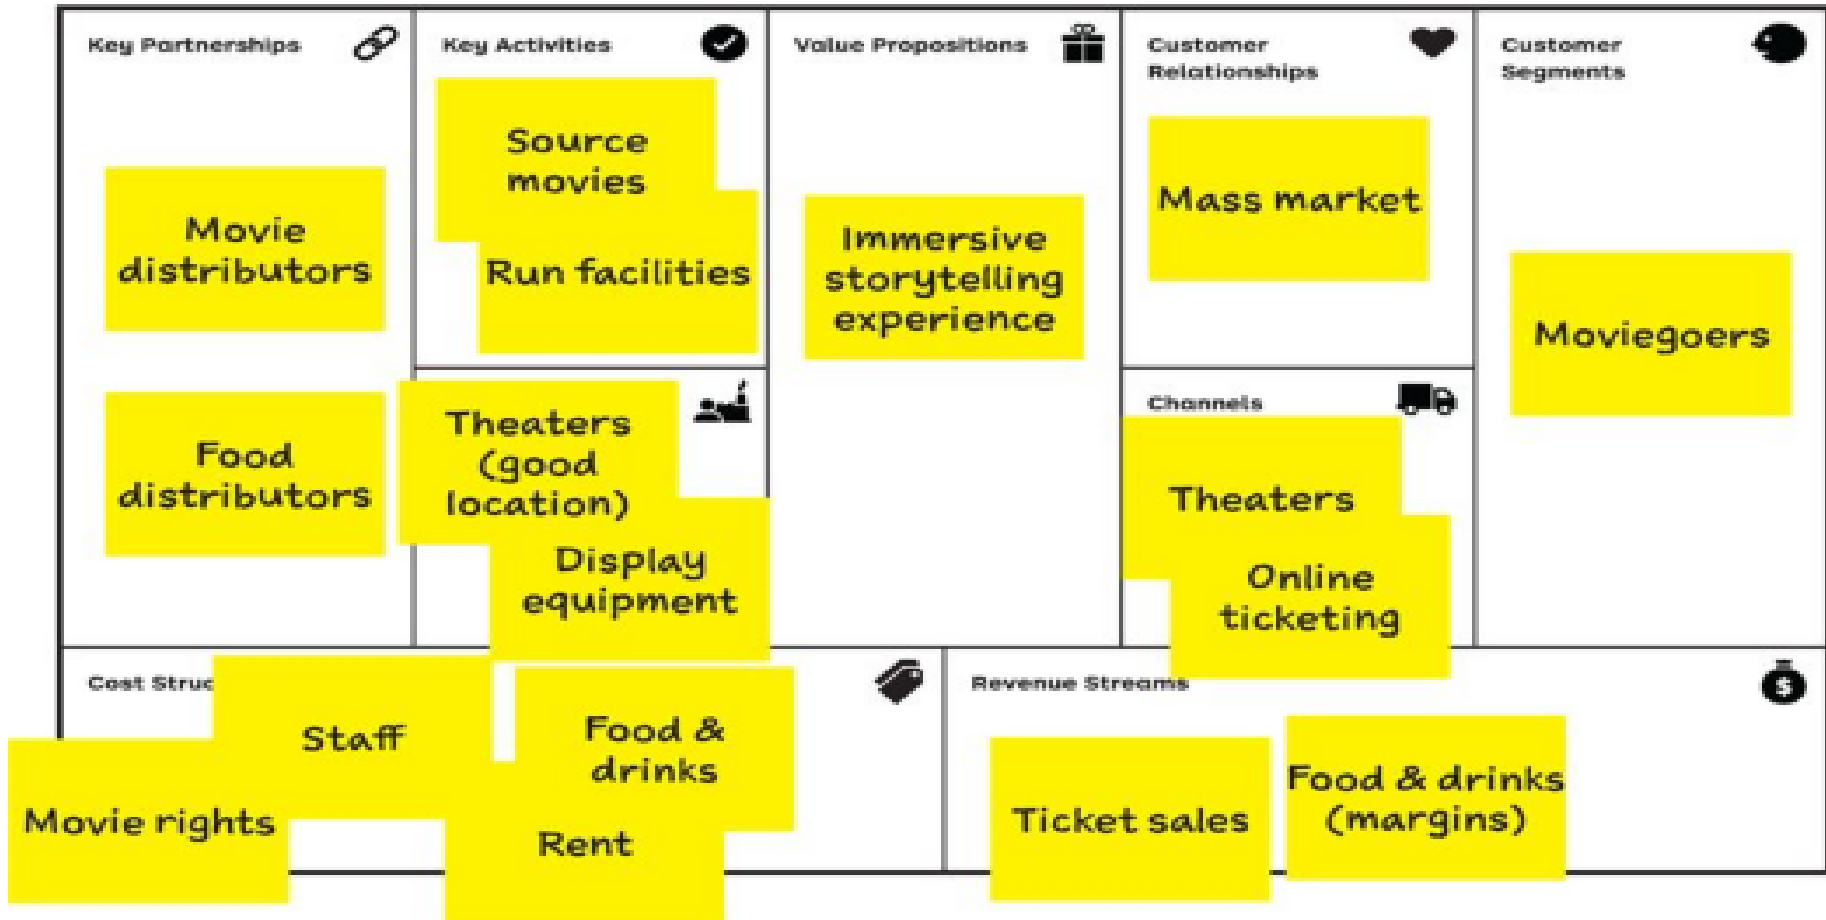 Key Partnerships
Movie
distributors
Food
distributors
Key Activities
Source
movies
Run facilities
Theaters
(good
location)
Display
equipment
Value Propositions
Immersive
storytelling
experience
Customer
Relationships
Mass market
Channels
Theaters
Online
ticketing
Customer
Segments
Moviegoers
Cost Struc
Staff
Movie rights
Food &
drinks
Rent
Revenue Streams
$
Ticket sales
Food & drinks
(margins)